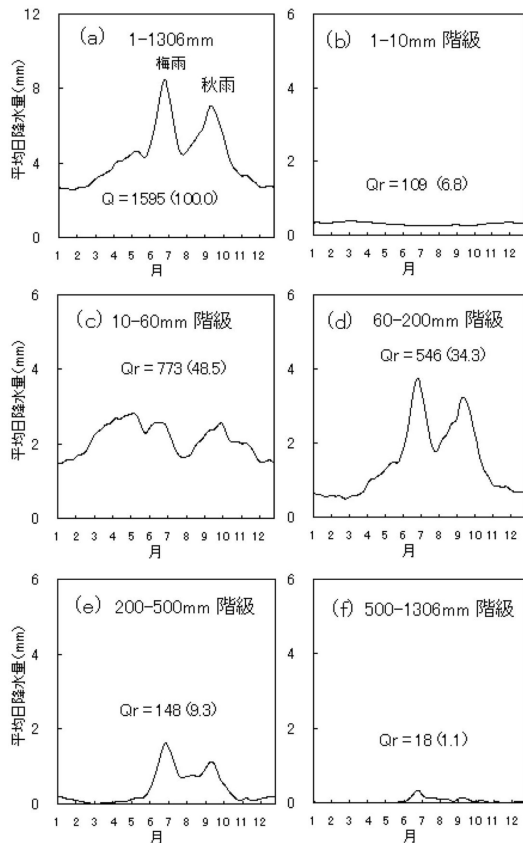 (a) 1-1306mm
梅雨
秋雨
Q = 1595 (100.0)
平均日降水量(mm)
12
8
4
0
1 2 3 4 5 6 7 8 9 10 11 12
月
(b) 1-10mm 階級
Qr = 109 (6.8)
6
4
2
0
1 2 3 4 5 6 7 8 9 10 11 12
月
(c) 10-60mm 階級
Qr = 773 (48.5)
平均日降水量(mm)
6
4
2
0
1 2 3 4 5 6 7 8 9 10 11 12
月
(d) 60-200mm 階級
Qr = 546 (34.3)
6
4
2
0
1 2 3 4 5 6 7 8 9 10 11 12
月
(e) 200-500mm 階級
Qr = 148 (9.3)
平均日降水量(mm)
6
4
2
0
1 2 3 4 5 6 7 8 9 10 11 12
月
(f) 500-1306mm 階級
Qr = 18 (1.1)
6
4
2
0
1 2 3 4 5 6 7 8 9 10 11 12
月